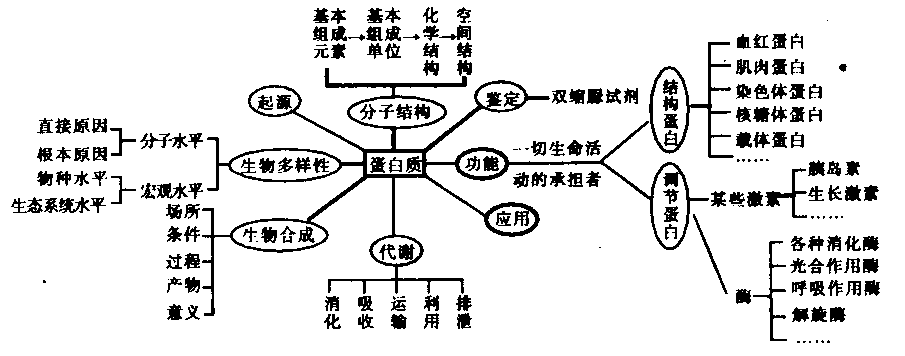 基本组成元素
基本组成单位
化学结构
空间结构
起源
分子结构
鉴定
双缩脲试剂
直接原因
根本原因
分子水平
物种水平
生态系统水平
宏观水平
生物多样性
蛋白质
功能
一切生命活
动的承担者
结构蛋白
血红蛋白
肌肉蛋白
染色体蛋白
核糖体蛋白
载体蛋白
……
调节蛋白
某些激素
胰岛素
生长激素
……
酶
各种消化酶
光合作用酶
呼吸作用酶
解旋酶
……
应用
生物合成
场所
条件
过程
产物
意义
代谢
消化
吸收
运输
利用
排泄